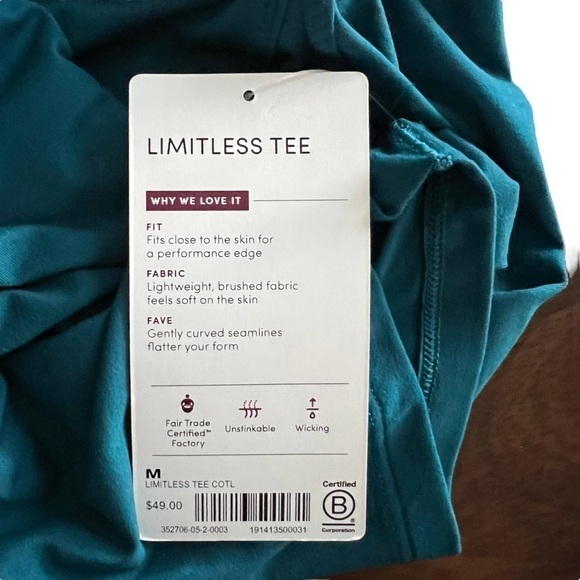 LIMITLESS TEE
WHY WE LOVE IT
FIT
Fits close to the skin for
a performance edge
FABRIC
Lightweight, brushed fabric
feels soft on the skin
FAVE
Gently curved seamlines
flatter your form
Fair Trade
Certified™
Factory
Unstinkable
Wicking
M
LIMITLESS TEE COTL
$49.00
352706-05-2-0003
191413500031
Certified
B®
Corporation